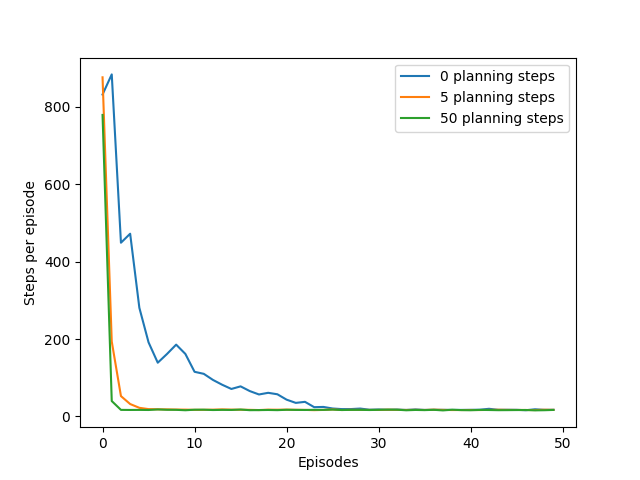 0 planning steps
5 planning steps
50 planning steps
800
600
400
200
0
Steps per episode
0 10 20 30 40 50
Episodes